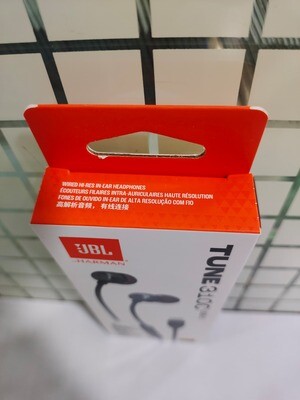 WIRED HI-RES IN-EAR HEADPHONES
ÉCOUTEURS FILAIRES INTRA-AURICULAIRES HAUTE RÉSOLUTION
FONES DE OUVIDO IN-EAR DE ALTA RESOLUÇÃO COM FIO
高解析音频，有线连接
JBL
HARMAN
TUNE 310C